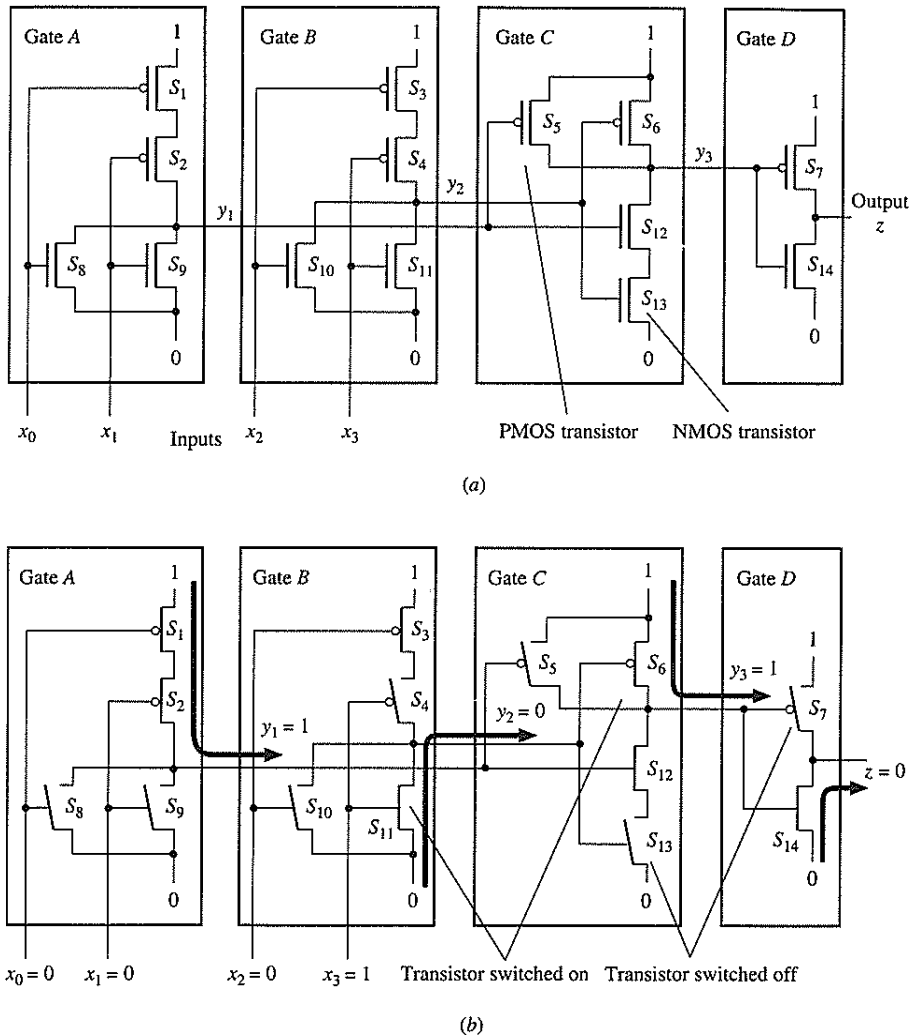 Gate A
Gate B
Gate C
Gate D
1
1
1
1
S1
S3
S5
S6
S7
S2
S4
y1
y2
y3
Output
z
S8
S9
S10
S11
S12
S13
S14
0
0
0
0
x0
x1
Inputs
x2
x3
PMOS transistor
NMOS transistor
(a)
Gate A
Gate B
Gate C
Gate D
1
1
1
1
S1
S3
S5
S6
S7
S2
S4
y1 = 1
y2 = 0
y3 = 1
z = 0
S8
S9
S10
S11
S12
S13
S14
0
0
0
0
x0 = 0
x1 = 0
x2 = 0
x3 = 1
Transistor switched on
Transistor switched off
(b)